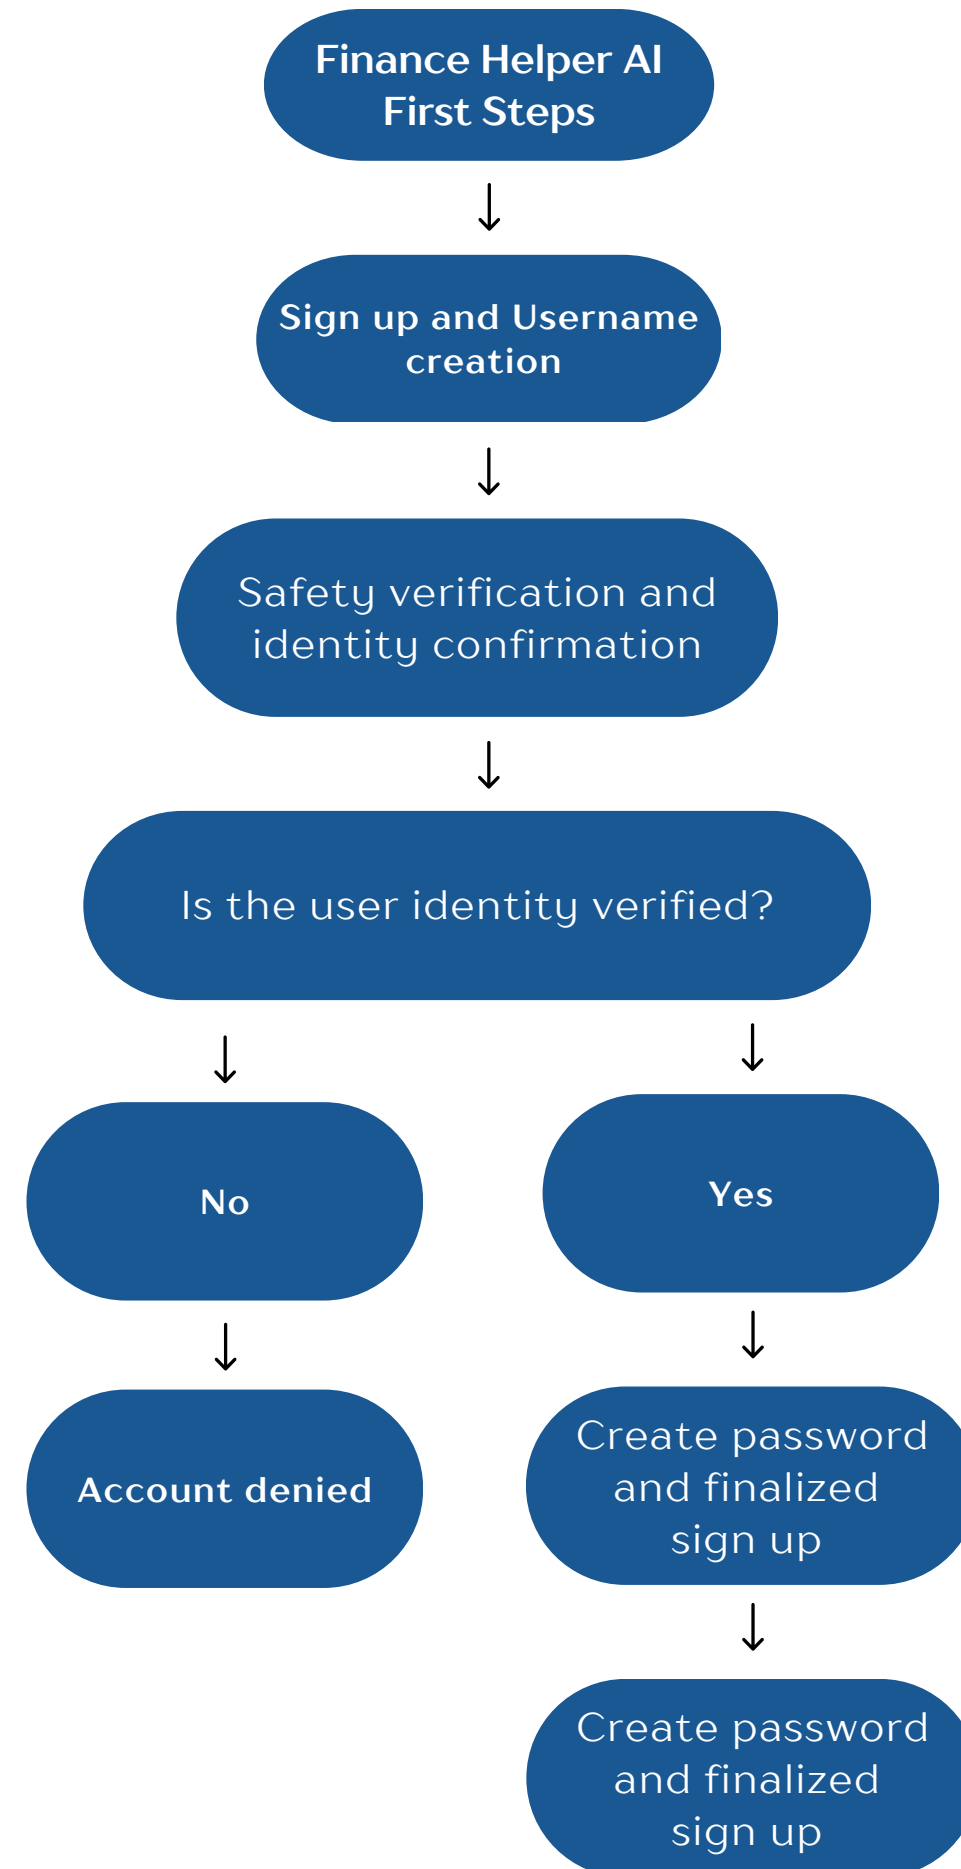 Finance Helper AI
First Steps
Sign up and Username
creation
Safety verification and
identity confirmation
Is the user identity verified?
No
Yes
Account denied
Create password
and finalized
sign up
Create password
and finalized
sign up